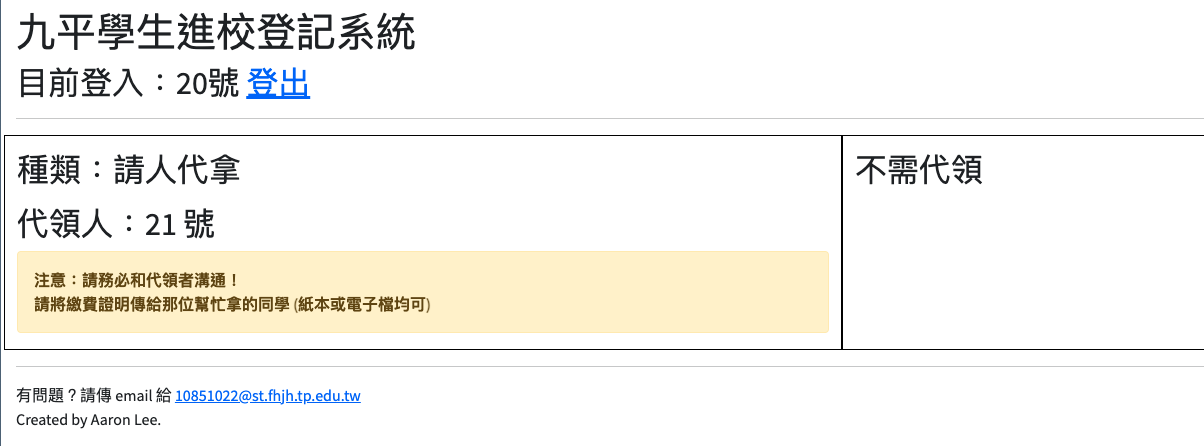 九平學生進校登記系統
目前登入：20號 登出
種類：請人代拿
代領人：21 號
注意：請務必和代領者溝通！
請將繳費證明傳給那位幫忙拿的同學 (紙本或電子檔均可)
不需代領
有問題？請傳 email 給 10851022@st.fhjh.tp.edu.tw
Created by Aaron Lee.